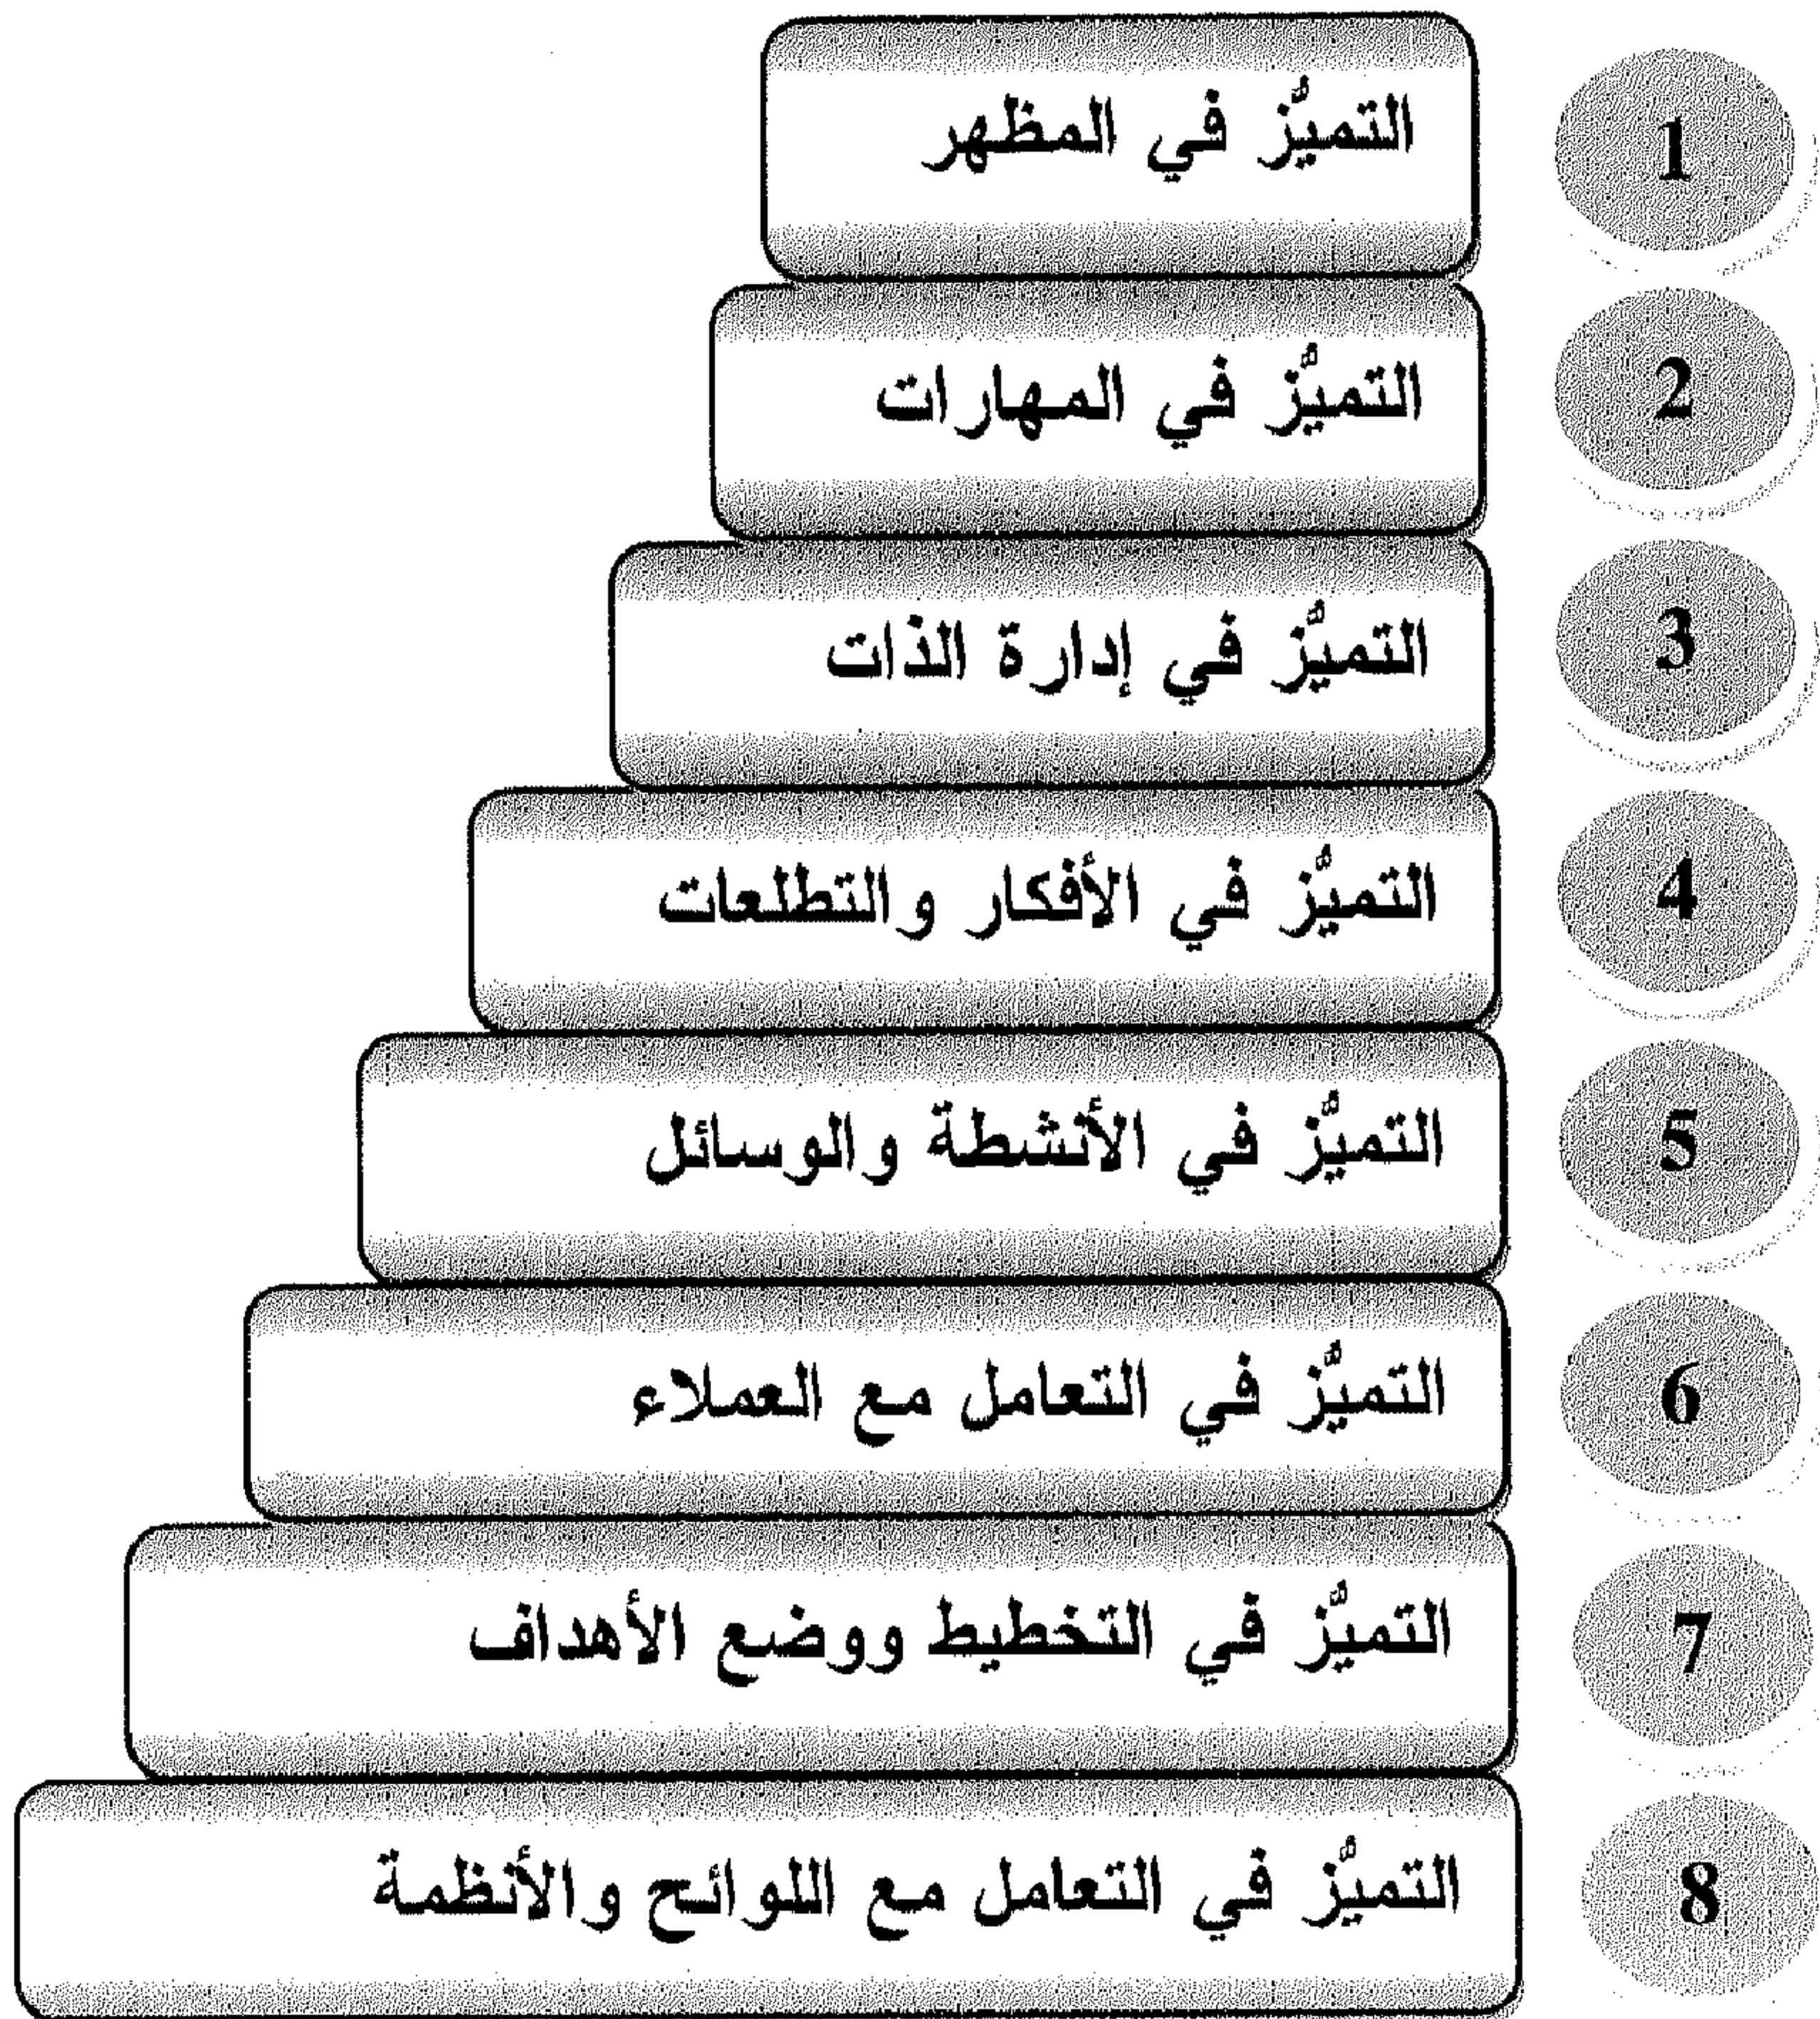 1 التميُّز في المظهر
2 التميُّز في المهارات
3 التميُّز في إدارة الذات
4 التميُّز في الأفكار والتطلعات
5 التميُّز في الأنشطة والوسائل
6 التميُّز في التعامل مع العملاء
7 التميُّز في التخطيط ووضع الأهداف
8 التميُّز في التعامل مع اللوائح والأنظمة